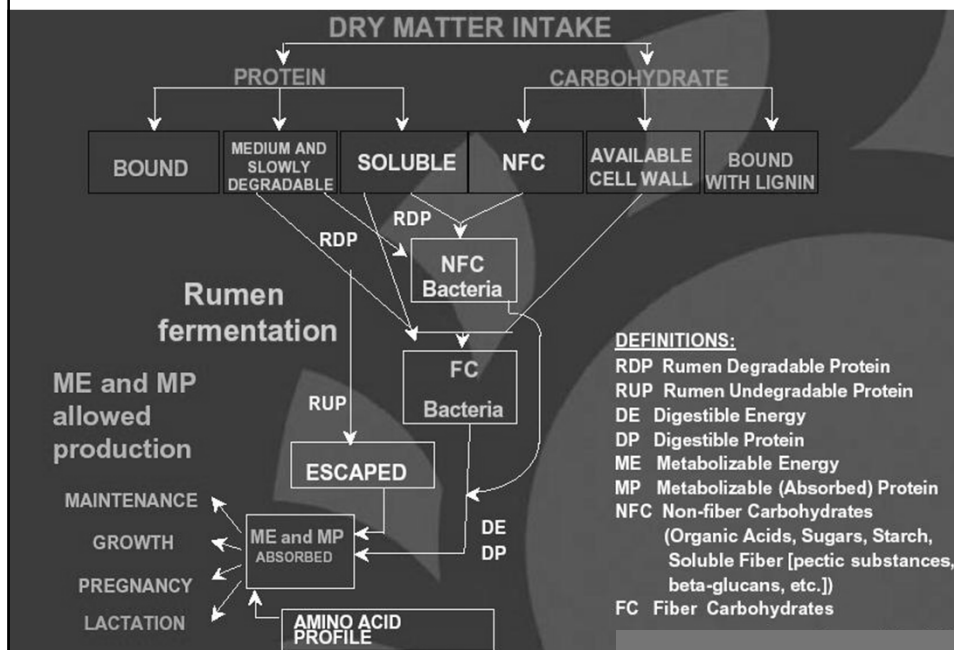 DRY MATTER INTAKE
PROTEIN
CARBOHYDRATE
BOUND
MEDIUM AND
SLOWLY
DEGRADABLE
SOLUBLE
NFC
AVAILABLE
CELL WALL
BOUND
WITH LIGNIN
RDP
RDP
NFC
Bacteria
Rumen
fermentation
FC
Bacteria
ME and MP
allowed
production
RUP
ESCAPED
MAINTENANCE
GROWTH
PREGNANCY
LACTATION
ME and MP
ABSORBED
DE
DP
AMINO ACID
PROFILE
DEFINITIONS:
RDP Rumen Degradable Protein
RUP Rumen Undegradable Protein
DE Digestible Energy
DP Digestible Protein
ME Metabolizable Energy
MP Metabolizable (Absorbed) Protein
NFC Non-fiber Carbohydrates
(Organic Acids, Sugars, Starch,
Soluble Fiber [pectic substances,
beta-glucans, etc.])
FC Fiber Carbohydrates